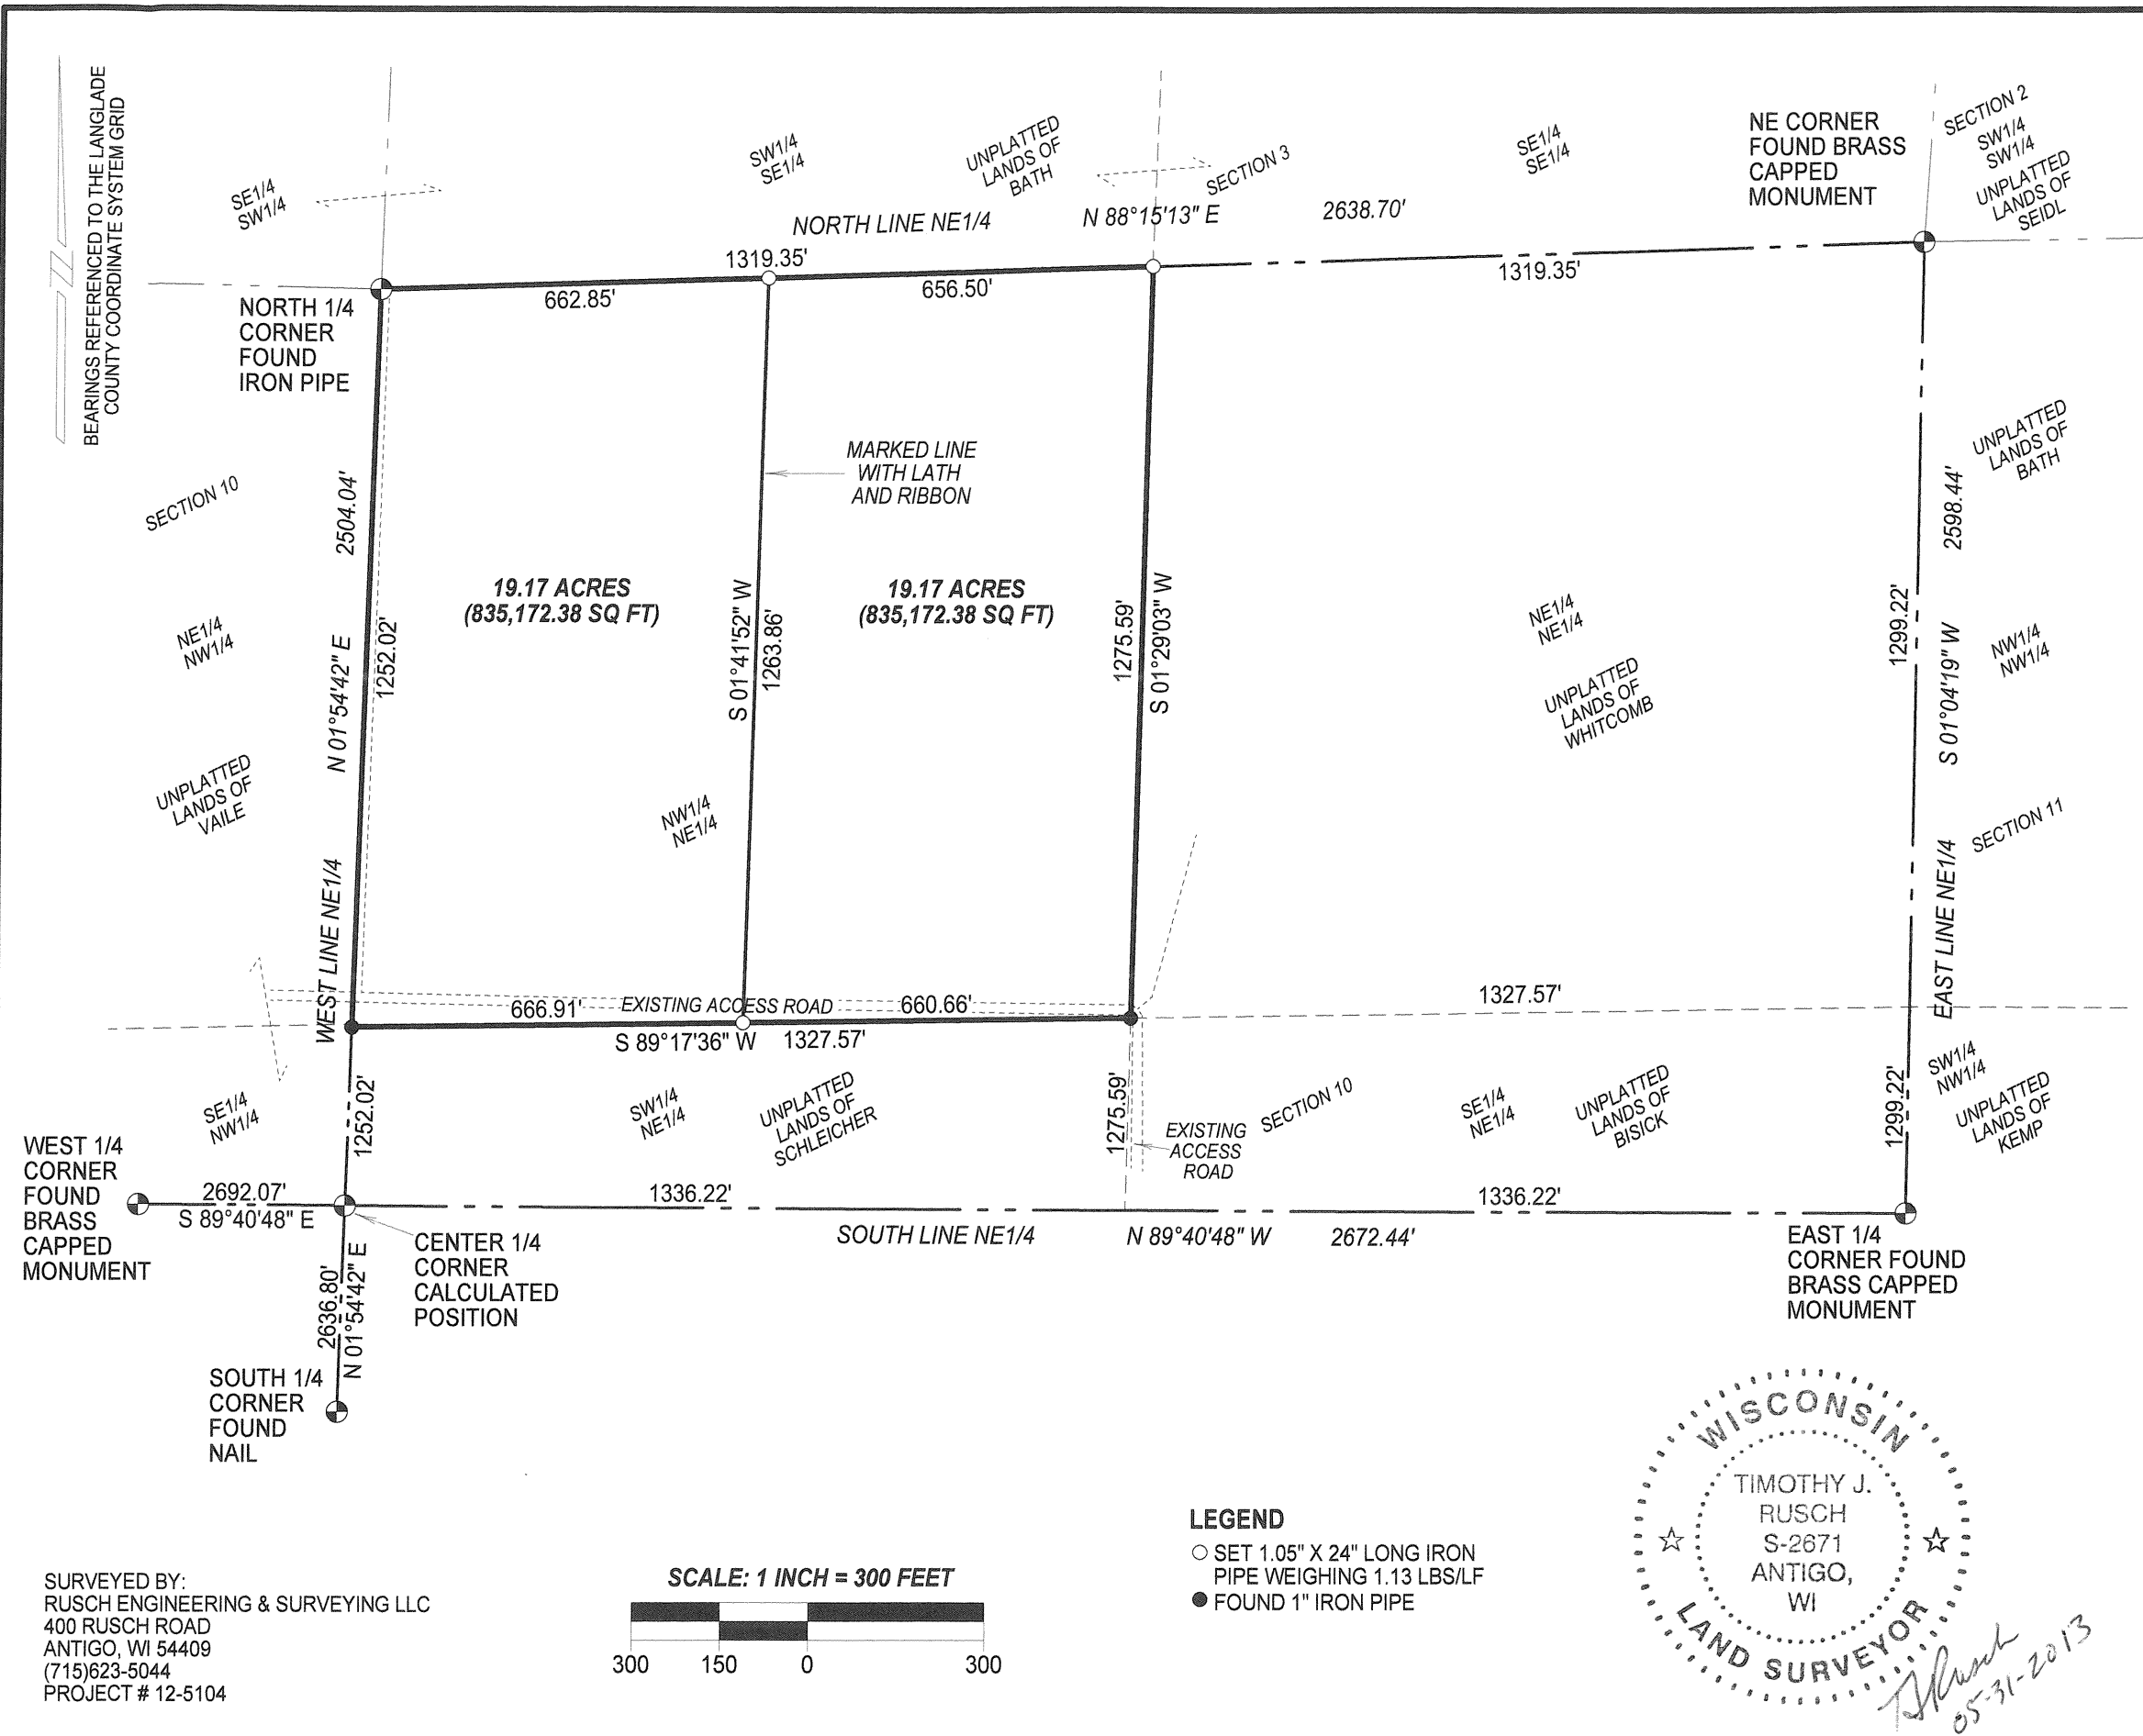 BEARINGS REFERENCED TO THE LANGLADE
COUNTY COORDINATE SYSTEM GRID
SE1/4
SW1/4
SW1/4
SE1/4
UNPLATTED
LANDS OF
BATH
SECTION 3
SE1/4
SE1/4
NE CORNER
FOUND BRASS
CAPPED
MONUMENT
SECTION 2
SW1/4
SW1/4
UNPLATTED
LANDS OF
SEIDL
NORTH LINE NE1/4
N 88°15'13" E
2638.70'
1319.35'
662.85'
656.50'
1319.35'
NORTH 1/4
CORNER
FOUND
IRON PIPE
MARKED LINE
WITH LATH
AND RIBBON
UNPLATTED
LANDS OF
BATH
SECTION 10
2504.04'
N 01°54'42" E
1252.02'
WEST LINE NE1/4
19.17 ACRES
(835,172.38 SQ FT)
S 01°41'52" W
1263.86'
19.17 ACRES
(835,172.38 SQ FT)
1275.59'
S 01°29'03" W
NE1/4
NE1/4
UNPLATTED
LANDS OF
WHITCOMB
1299.22'
2598.44'
S 01°04'19" W
EAST LINE NE1/4
NW1/4
NW1/4
NE1/4
NW1/4
UNPLATTED
LANDS OF
VAILE
NW1/4
NE1/4
SECTION 11
666.91'
EXISTING ACCESS ROAD
660.66'
1327.57'
S 89°17'36" W
1327.57'
SE1/4
NW1/4
1252.02'
SW1/4
NE1/4
UNPLATTED
LANDS OF
SCHLEICHER
1275.59'
EXISTING
ACCESS
ROAD
SECTION 10
SE1/4
NE1/4
UNPLATTED
LANDS OF
BISICK
1299.22'
SW1/4
NW1/4
UNPLATTED
LANDS OF
KEMP
WEST 1/4
CORNER
FOUND
BRASS
CAPPED
MONUMENT
2692.07'
S 89°40'48" E
1336.22'
1336.22'
SOUTH LINE NE1/4
N 89°40'48" W
2672.44'
CENTER 1/4
CORNER
CALCULATED
POSITION
EAST 1/4
CORNER FOUND
BRASS CAPPED
MONUMENT
2636.80'
N 01°54'42" E
SOUTH 1/4
CORNER
FOUND
NAIL
SURVEYED BY:
RUSCH ENGINEERING & SURVEYING LLC
400 RUSCH ROAD
ANTIGO, WI 54409
(715)623-5044
PROJECT # 12-5104
SCALE: 1 INCH = 300 FEET
300 150 0 300
LEGEND
SET 1.05" X 24" LONG IRON
PIPE WEIGHING 1.13 LBS/LF
FOUND 1" IRON PIPE
WISCONSIN
TIMOTHY J.
RUSCH
S-2671
ANTIGO,
WI
LAND SURVEYOR
TJRusch
05-31-2013